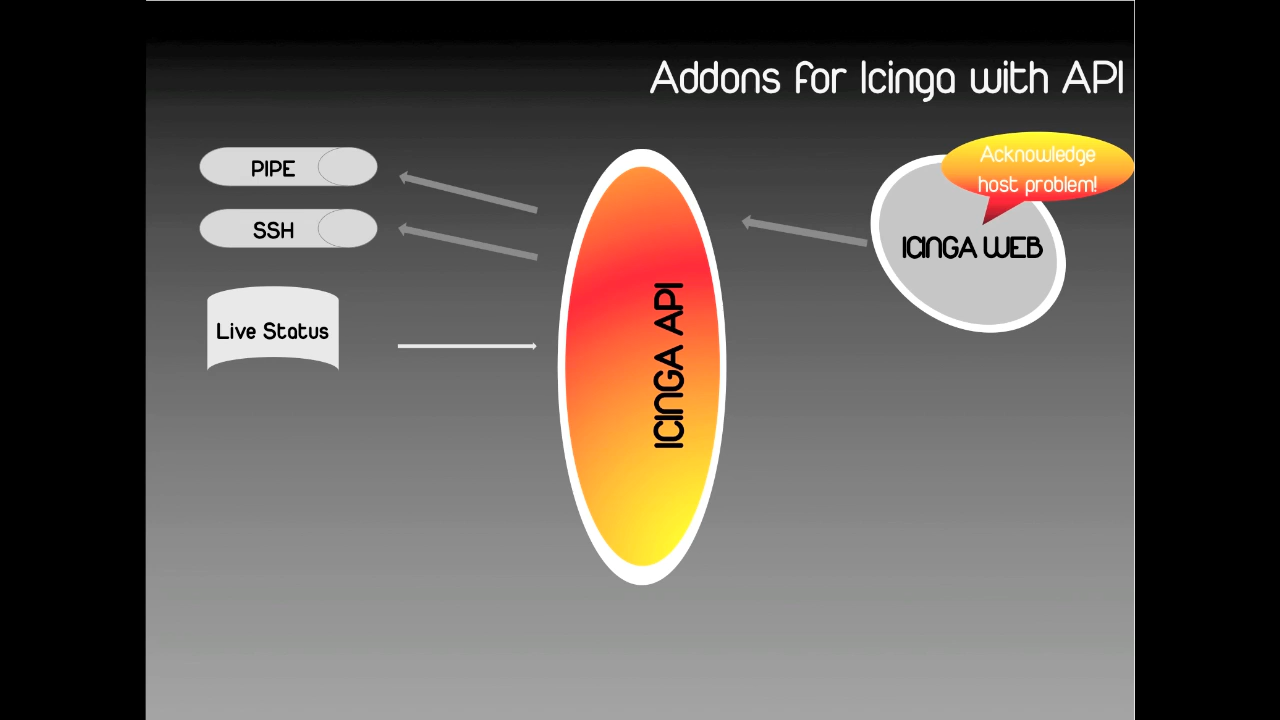 Addons for Icinga with API
PIPE
SSH
Live Status
ICINGA API
Acknowledge
host problem!
ICINGA WEB